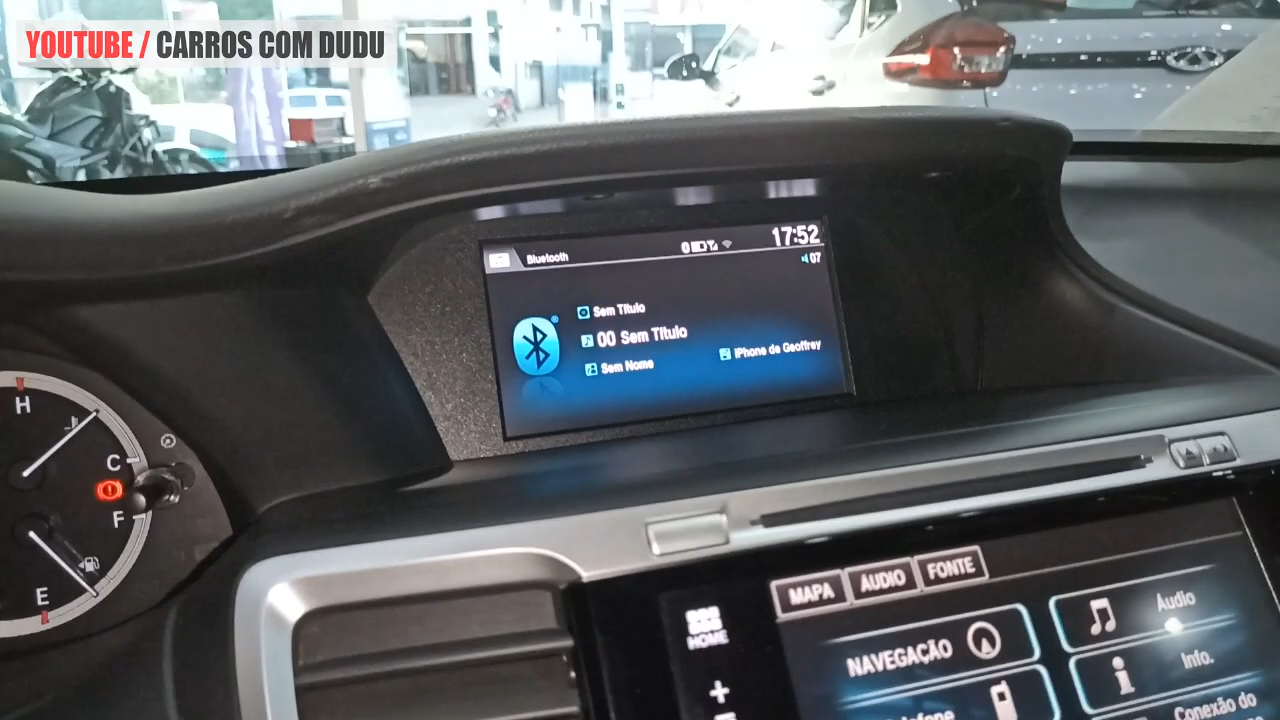 YOUTUBE / CARROS COM DUDU
Bluetooth
17:52
07
Sem Título
00 Sem Título
Sem Nome
iPhone de Geoffrey
H
C
F
E
MAPA
AUDIO
FONTE
HOME
+
NAVEGAÇÃO
Áudio
Info.
Telefone
Conexão do